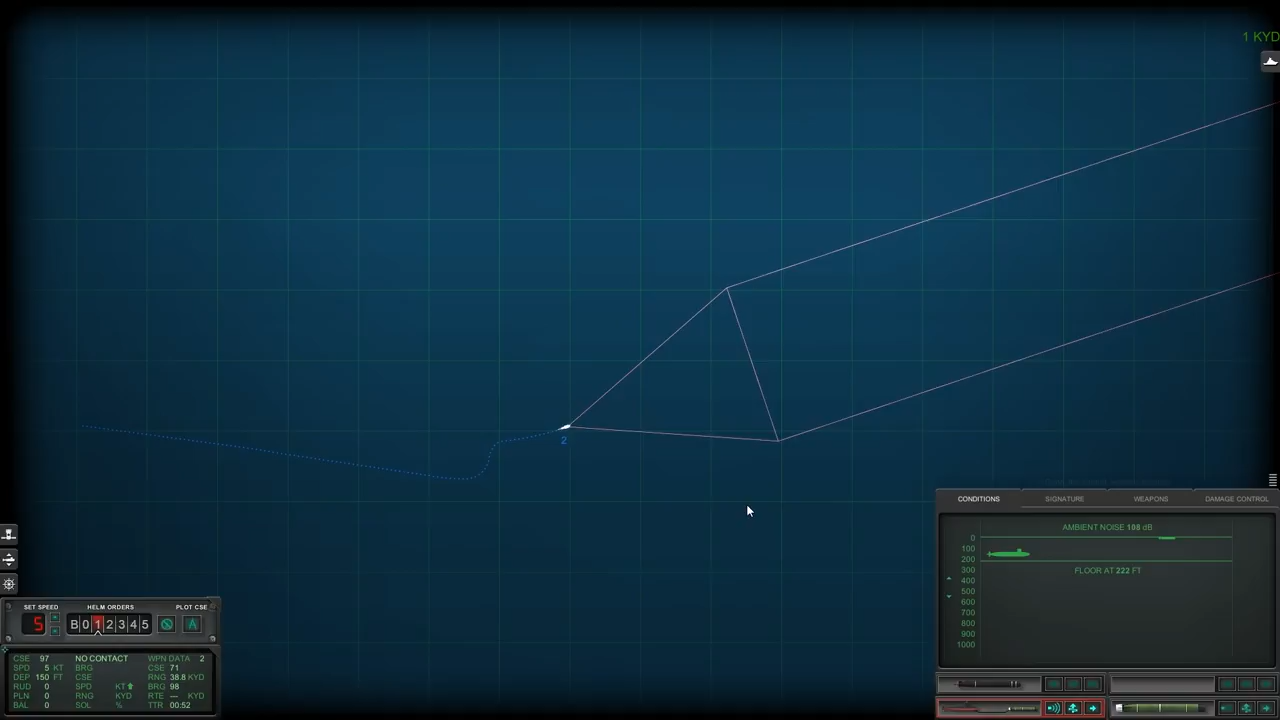 1 KYD
2
CONDITIONS
SIGNATURE
WEAPONS
DAMAGE CONTROL
AMBIENT NOISE 108 dB
0
100
200
300
400
500
600
700
800
900
1000
FLOOR AT 222 FT
SET SPEED
HELM ORDERS
PLOT CSE
5
B 0 1 2 3 4 5
A
CSE 97 NO CONTACT WPN DATA 2
SPD 5 KT BRG CSE 71
DEP 150 FT CSE RNG 38.8 KYD
RUD 0 SPD KT BRG 98
PLN 0 RNG KYD RTE --- KYD
BAL 0 SOL % TTR 00:52